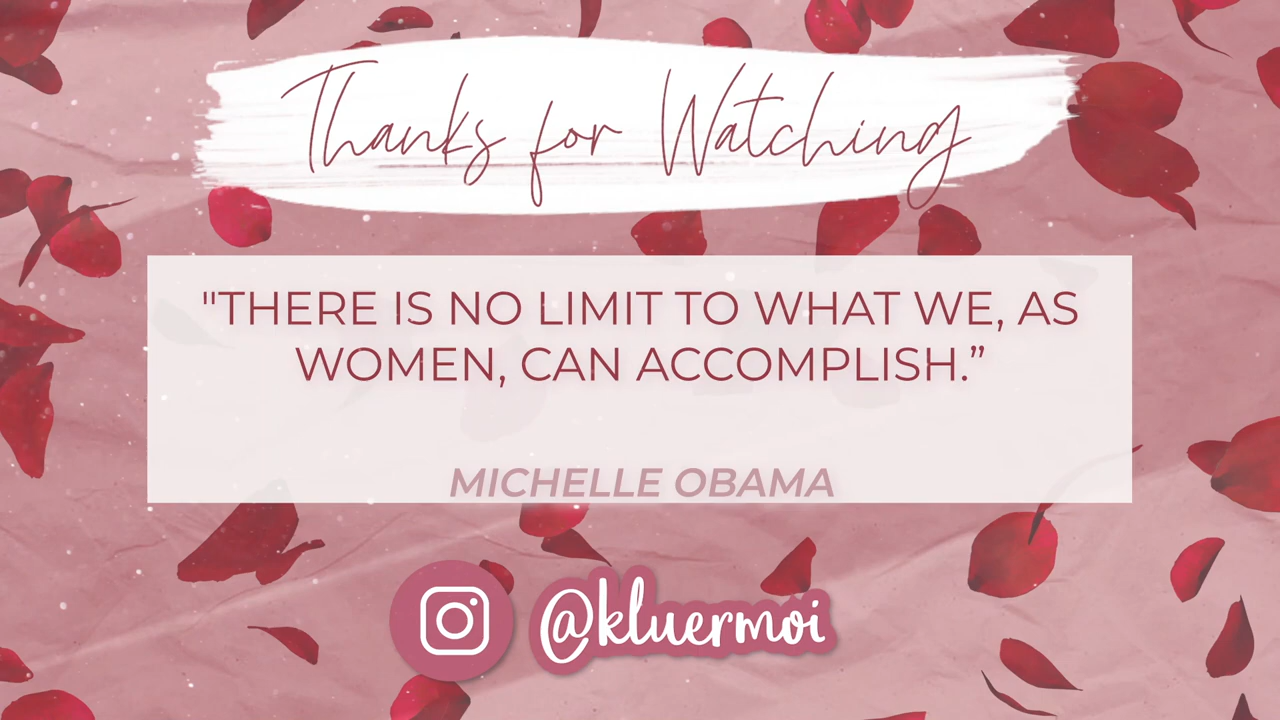 Thanks for Watching
"THERE IS NO LIMIT TO WHAT WE, AS
WOMEN, CAN ACCOMPLISH.”
MICHELLE OBAMA
@kluermoi